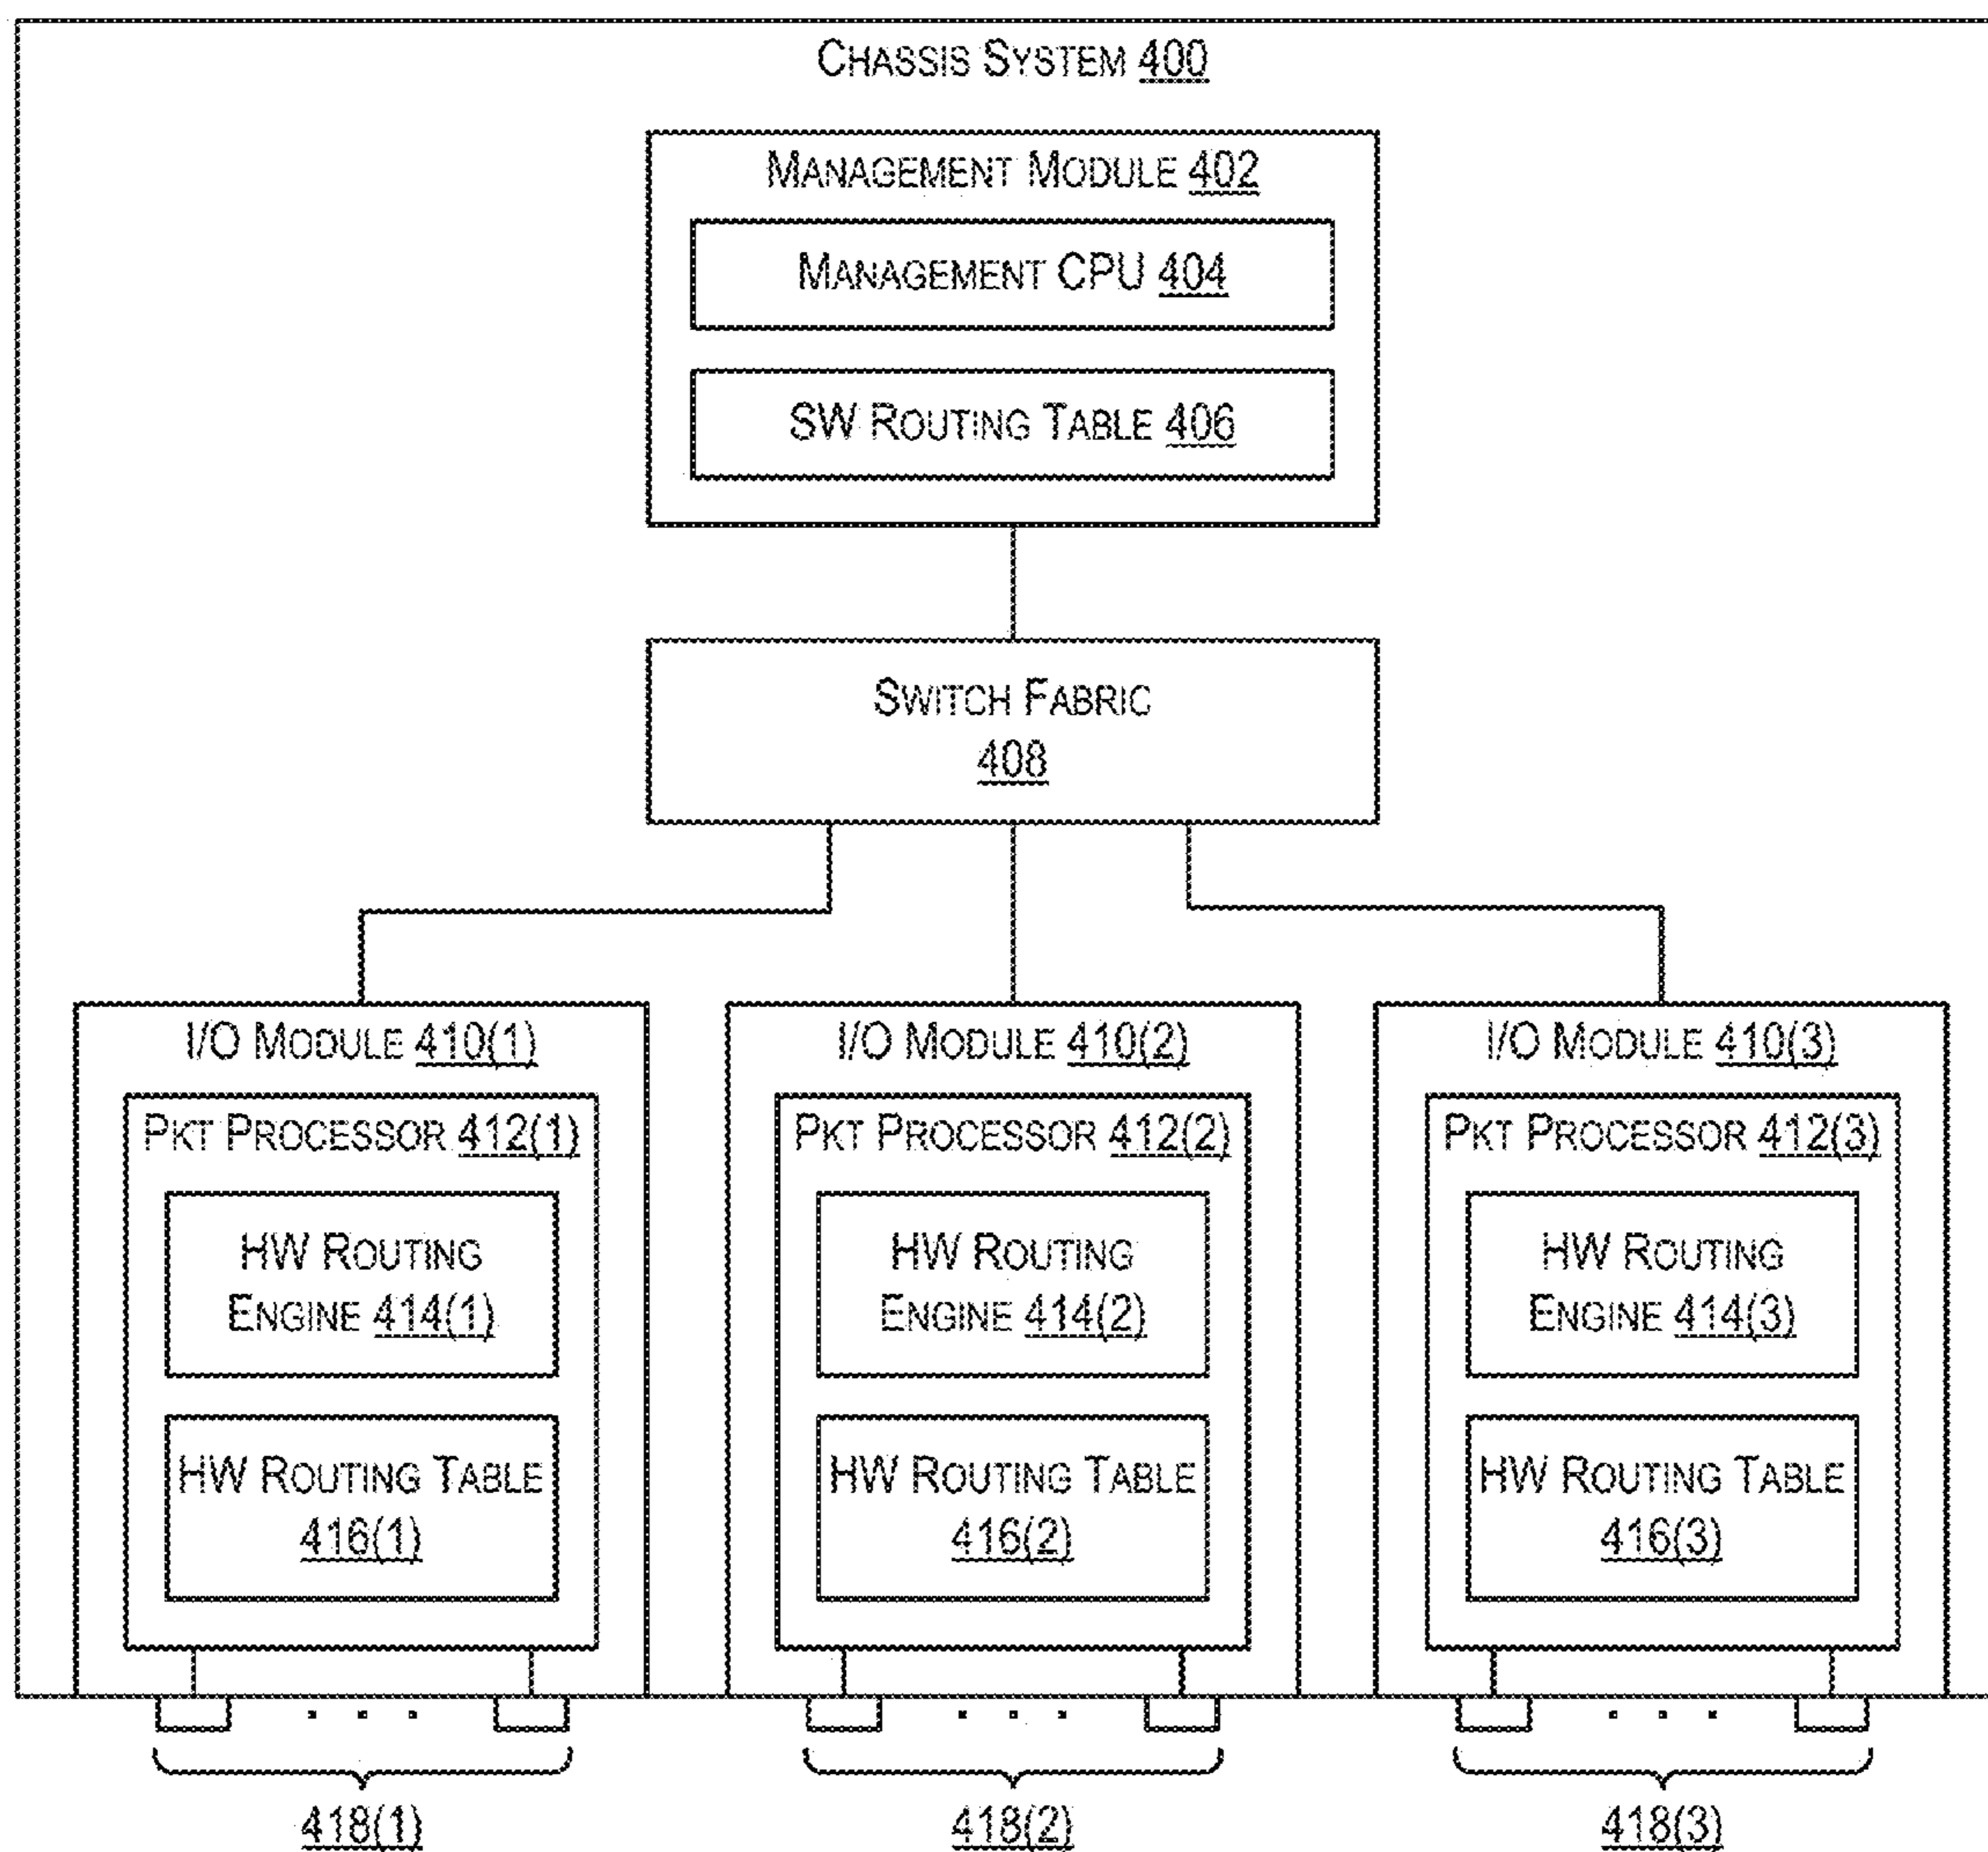 CHASSIS SYSTEM 400
MANAGEMENT MODULE 402
MANAGEMENT CPU 404
SW ROUTING TABLE 406
SWITCH FABRIC
408
I/O MODULE 410(1)
PKT PROCESSOR 412(1)
HW ROUTING
ENGINE 414(1)
HW ROUTING TABLE
416(1)
418(1)
I/O MODULE 410(2)
PKT PROCESSOR 412(2)
HW ROUTING
ENGINE 414(2)
HW ROUTING TABLE
416(2)
418(2)
I/O MODULE 410(3)
PKT PROCESSOR 412(3)
HW ROUTING
ENGINE 414(3)
HW ROUTING TABLE
416(3)
418(3)